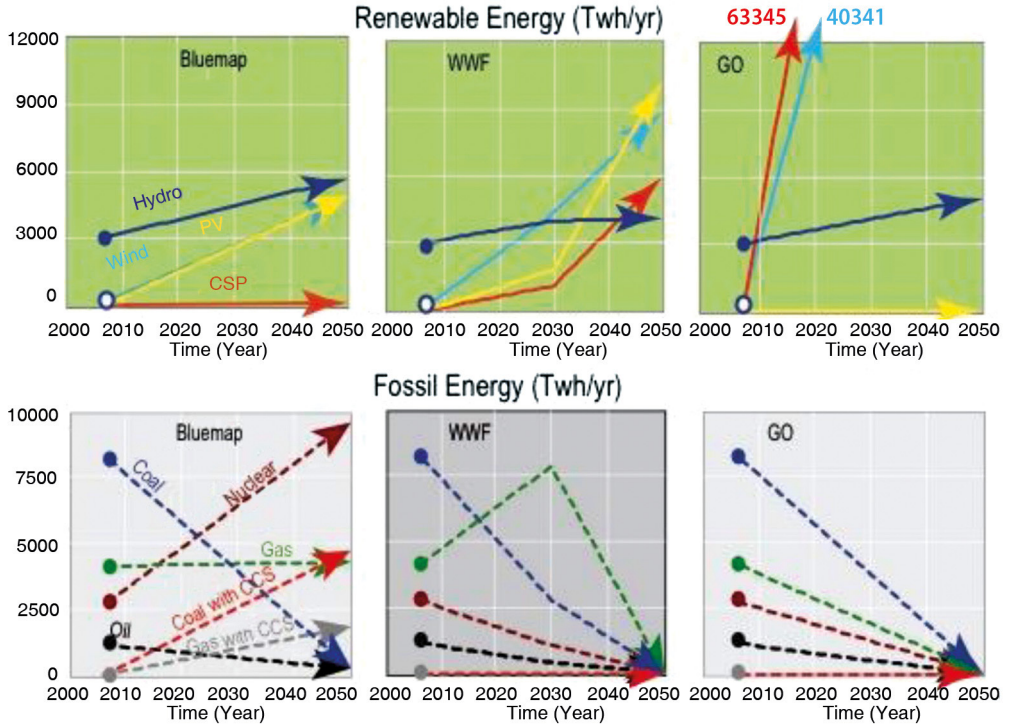 Renewable Energy (Twh/yr)
63345
40341
12000
9000
6000
3000
0
Bluemap
Hydro
PV
Wind
CSP
WWF
GO
2000 2010 2020 2030 2040 2050
Time (Year)
2000 2010 2020 2030 2040 2050
Time (Year)
2000 2010 2020 2030 2040 2050
Time (Year)
Fossil Energy (Twh/yr)
10000
7500
5000
2500
0
Bluemap
Coal
Nuclear
Gas
Coal with CCS
Oil
Gas with CCS
WWF
GO
2000 2010 2020 2030 2040 2050
Time (Year)
2000 2010 2020 2030 2040 2050
Time (Year)
2000 2010 2020 2030 2040 2050
Time (Year)